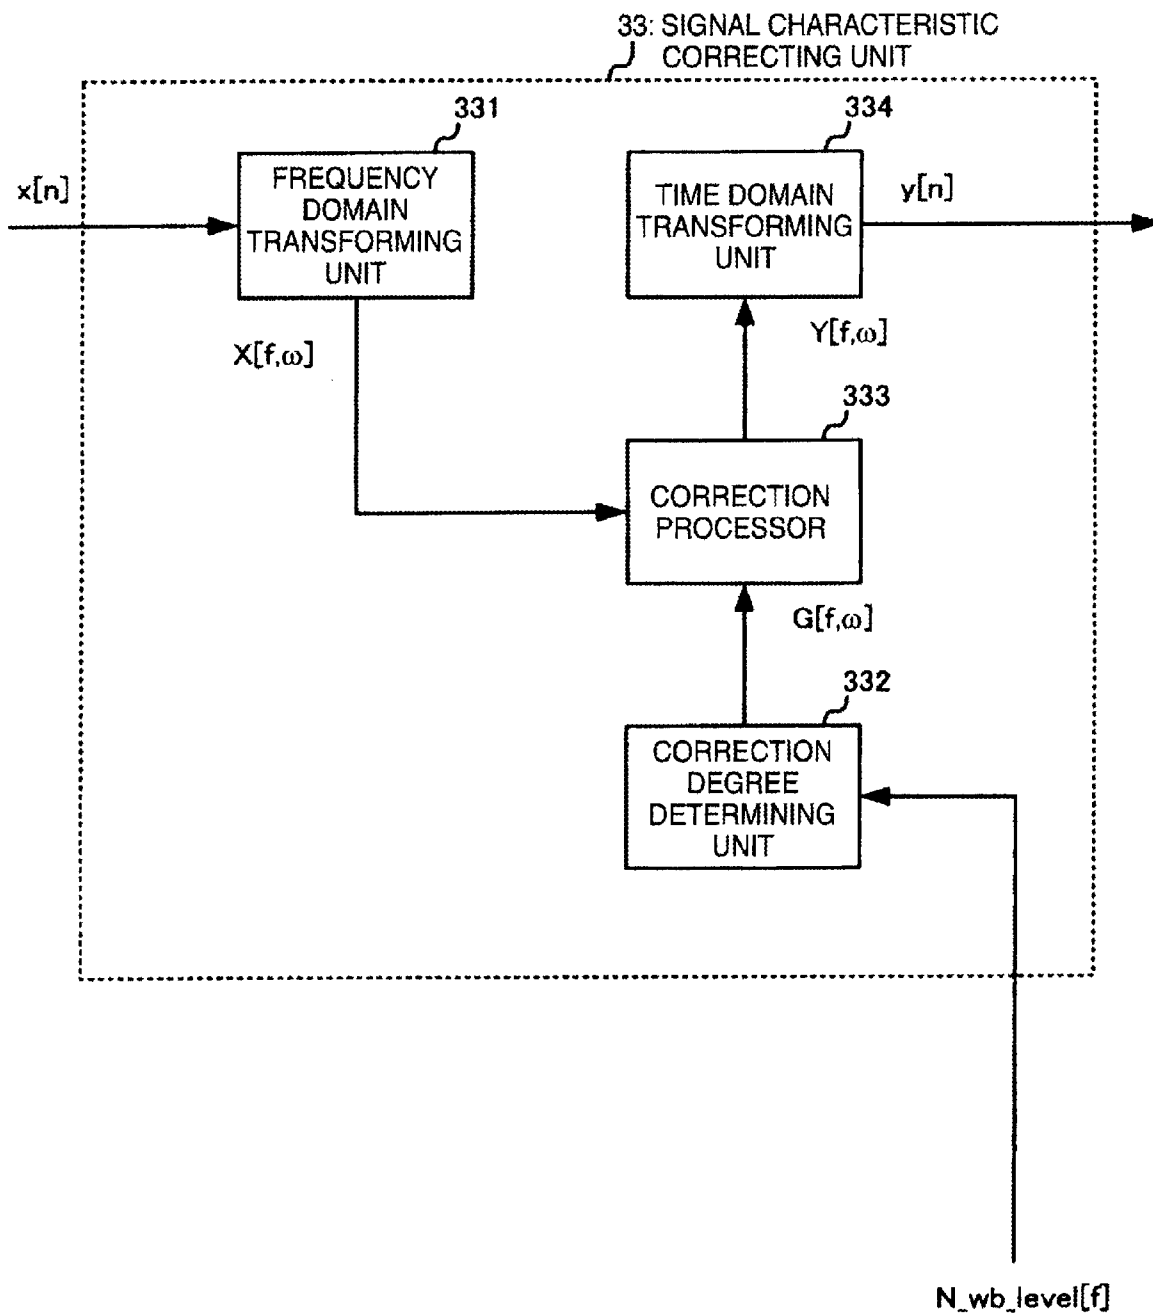 33: SIGNAL CHARACTERISTIC
CORRECTING UNIT
331
334
x[n]
FREQUENCY
DOMAIN
TRANSFORMING
UNIT
TIME DOMAIN
TRANSFORMING
UNIT
y[n]
X[f,ω]
Y[f,ω]
333
CORRECTION
PROCESSOR
G[f,ω]
332
CORRECTION
DEGREE
DETERMINING
UNIT
N_wb_level[f]